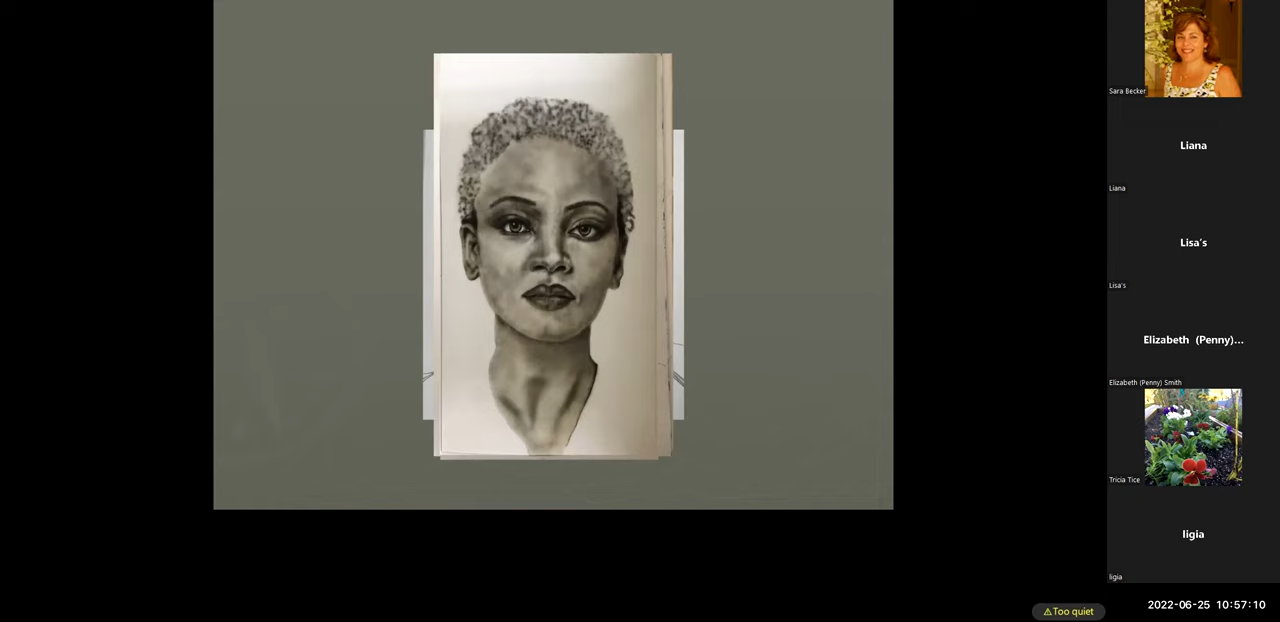 Sara Becker
Liana
Liana
Lisa's
Lisa's
Elizabeth (Penny)...
Elizabeth (Penny) Smith
Tricia Tice
ligia
ligia
⚠Too quiet
2022-06-25 10:57:10